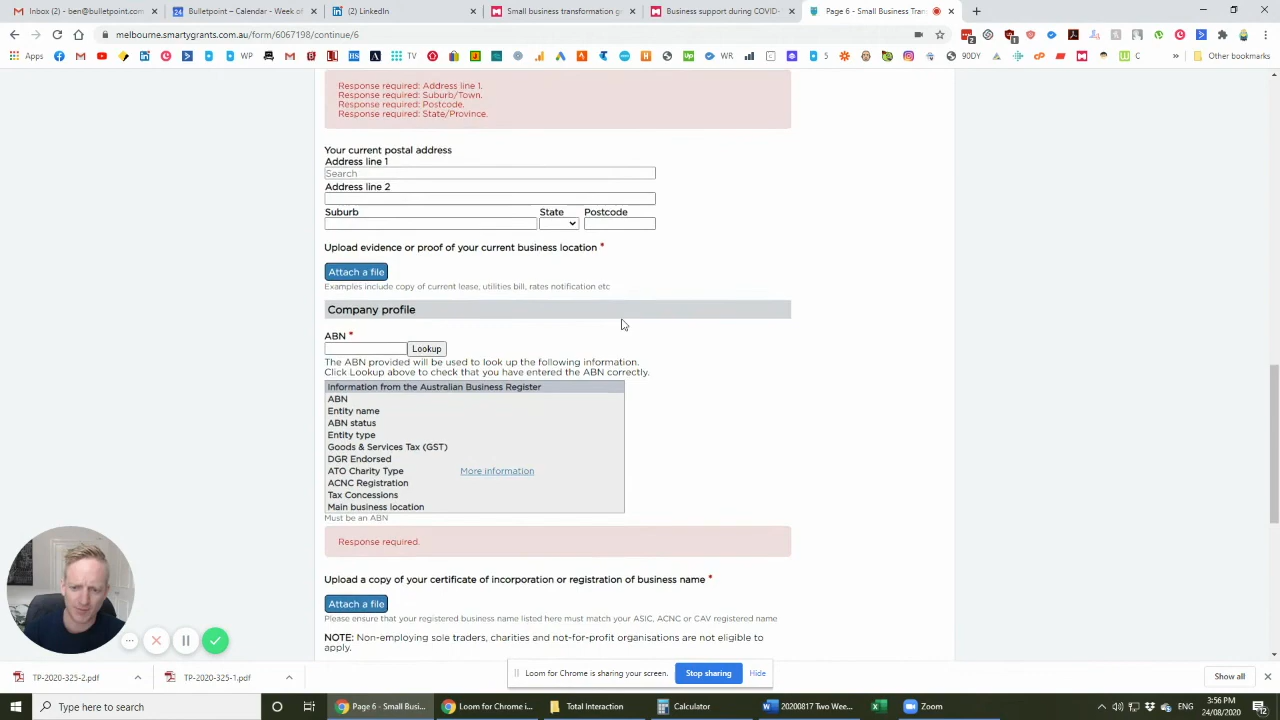 Inbox (2) - ben@bulletpoint.com
Bulletpoint – Calendar - Week of
(2) LinkedIn
Small business transformation g
Business support during COVID-
Page 6 - Small Business Tran
melbourne.smartygrants.com.au/form/6067198/continue/6
Apps
WP
TV
WR
5
90DY
C
Other bookmarks
Response required: Address line 1.
Response required: Suburb/Town.
Response required: Postcode.
Response required: State/Province.
Your current postal address
Address line 1
Search
Address line 2
Suburb State Postcode
Upload evidence or proof of your current business location *
Attach a file
Examples include copy of current lease, utilities bill, rates notification etc
Company profile
ABN *
Lookup
The ABN provided will be used to look up the following information.
Click Lookup above to check that you have entered the ABN correctly.
Information from the Australian Business Register
ABN
Entity name
ABN status
Entity type
Goods & Services Tax (GST)
DGR Endorsed
ATO Charity Type More information
ACNC Registration
Tax Concessions
Main business location
Must be an ABN
Response required.
Upload a copy of your certificate of incorporation or registration of business name *
Attach a file
Please ensure that your registered business name listed here must match your ASIC, ACNC or CAV registered name
NOTE: Non-employing sole traders, charities and not-for-profit organisations are not eligible to
apply.
Loom for Chrome is sharing your screen. Stop sharing Hide
TP-2020-325-2.pdf
TP-2020-325-1.pdf
Show all
Type here to search
Page 6 - Small Busi...
Loom for Chrome i...
Total Interaction
Calculator
20200817 Two Wee...
Zoom
3:56 PM
24/08/2020